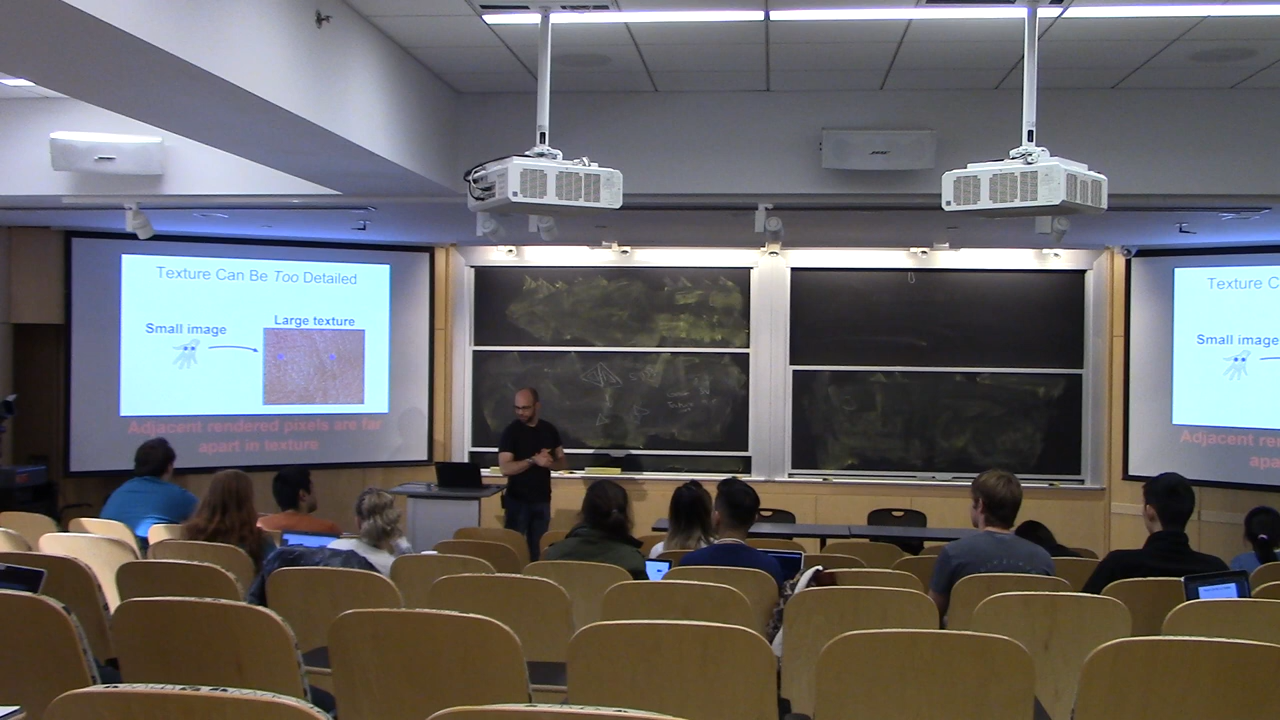 BOSE
Texture Can Be Too Detailed
Small image
Large texture
Adjacent rendered pixels are far
apart in texture
Texture C
Small image
Adjacent re
apa